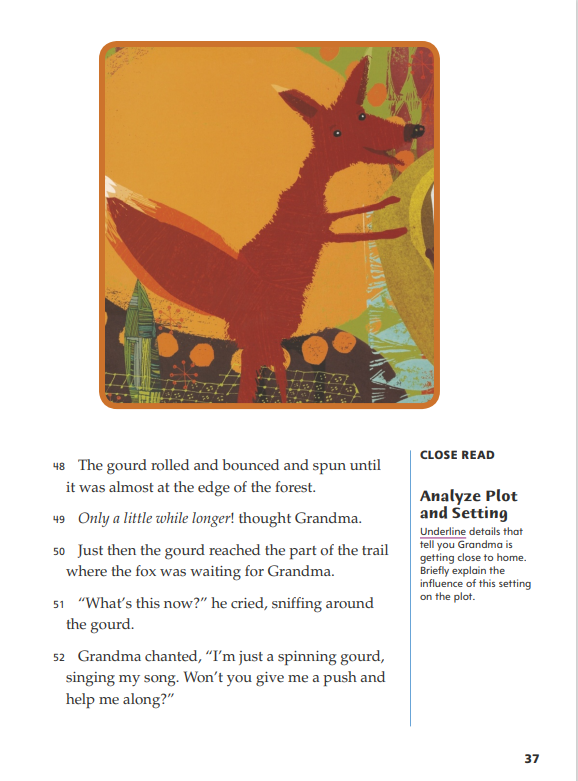 48 The gourd rolled and bounced and spun until
it was almost at the edge of the forest.
49 Only a little while longer! thought Grandma.
50 Just then the gourd reached the part of the trail
where the fox was waiting for Grandma.
51 “What’s this now?” he cried, sniffing around
the gourd.
52 Grandma chanted, “I’m just a spinning gourd,
singing my song. Won’t you give me a push and
help me along?”
CLOSE READ
Analyze Plot
and Setting
Underline details that
tell you Grandma is
getting close to home.
Briefly explain the
influence of this setting
on the plot.
37